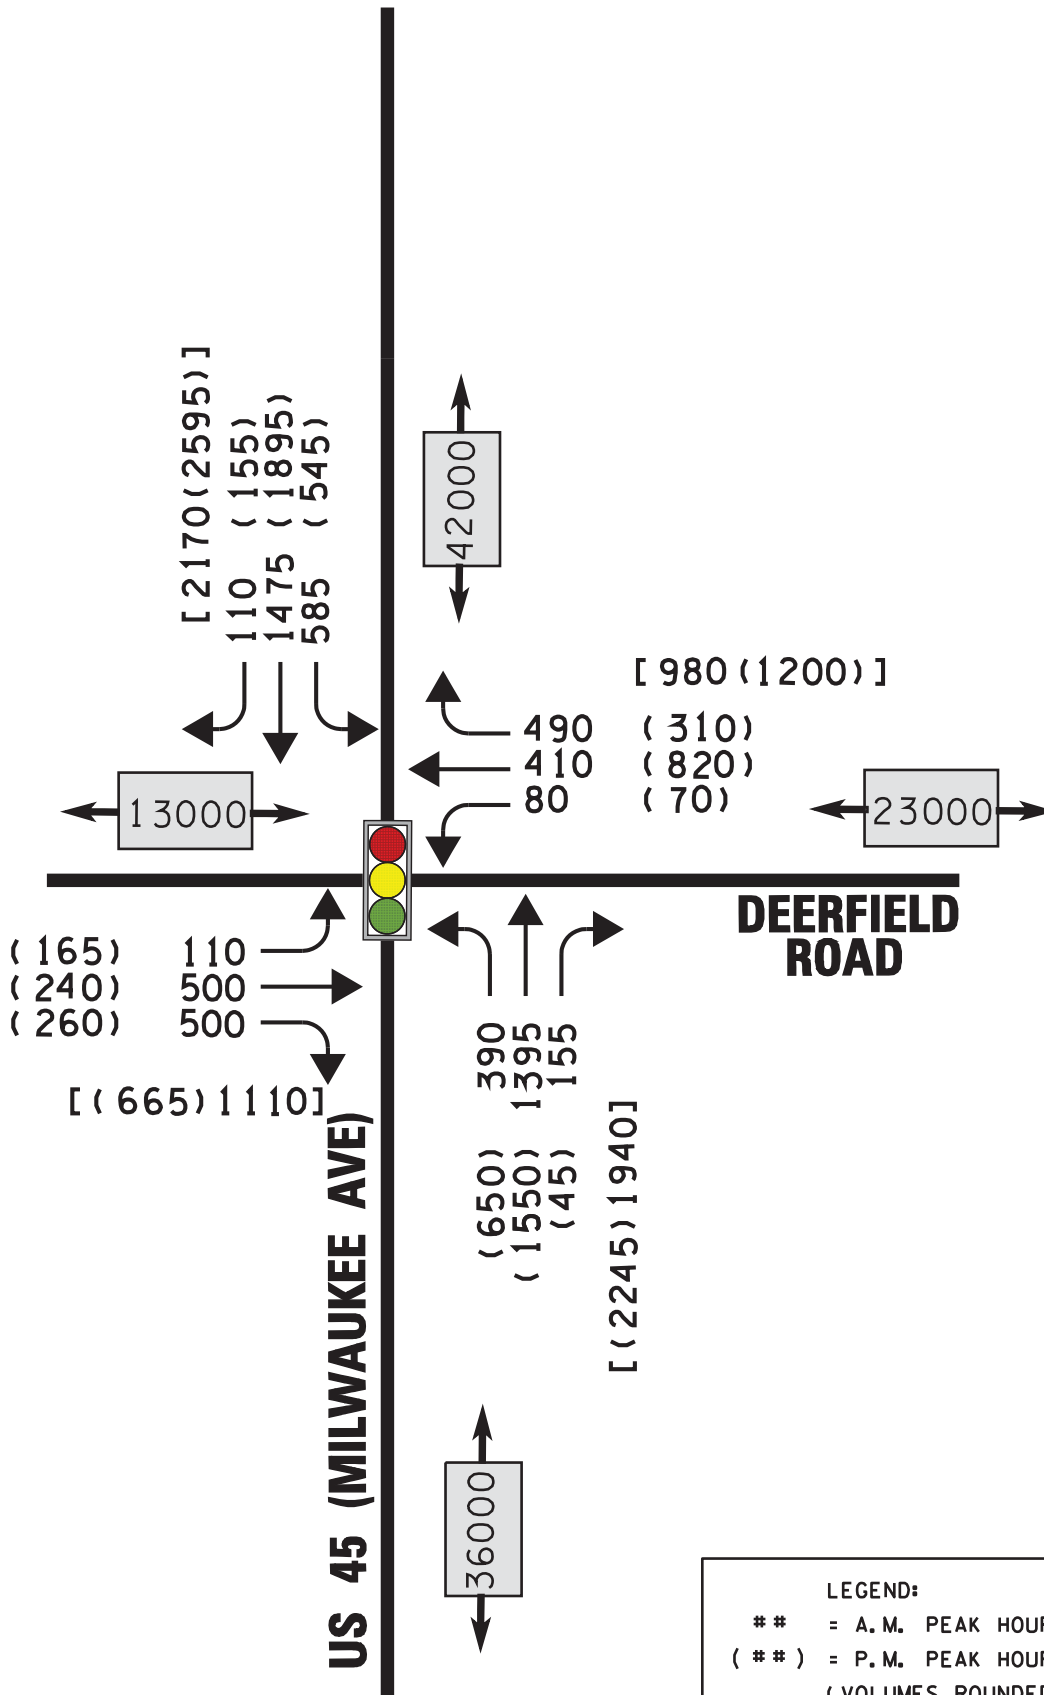 [2170(2595)]
110 (155)
1475 (1895)
585 (545)
42000
[980(1200)]
490 (310)
410 (820)
80 (70)
13000
23000
DEERFIELD
ROAD
(165) 110
(240) 500
(260) 500
[(665)1110]
(650) 390
(1550) 1395
(45) 155
[(2245)1940]
US 45 (MILWAUKEE AVE)
36000
LEGEND:
## = A.M. PEAK HOUR
(##) = P.M. PEAK HOUR
(VOLUMES ROUNDED